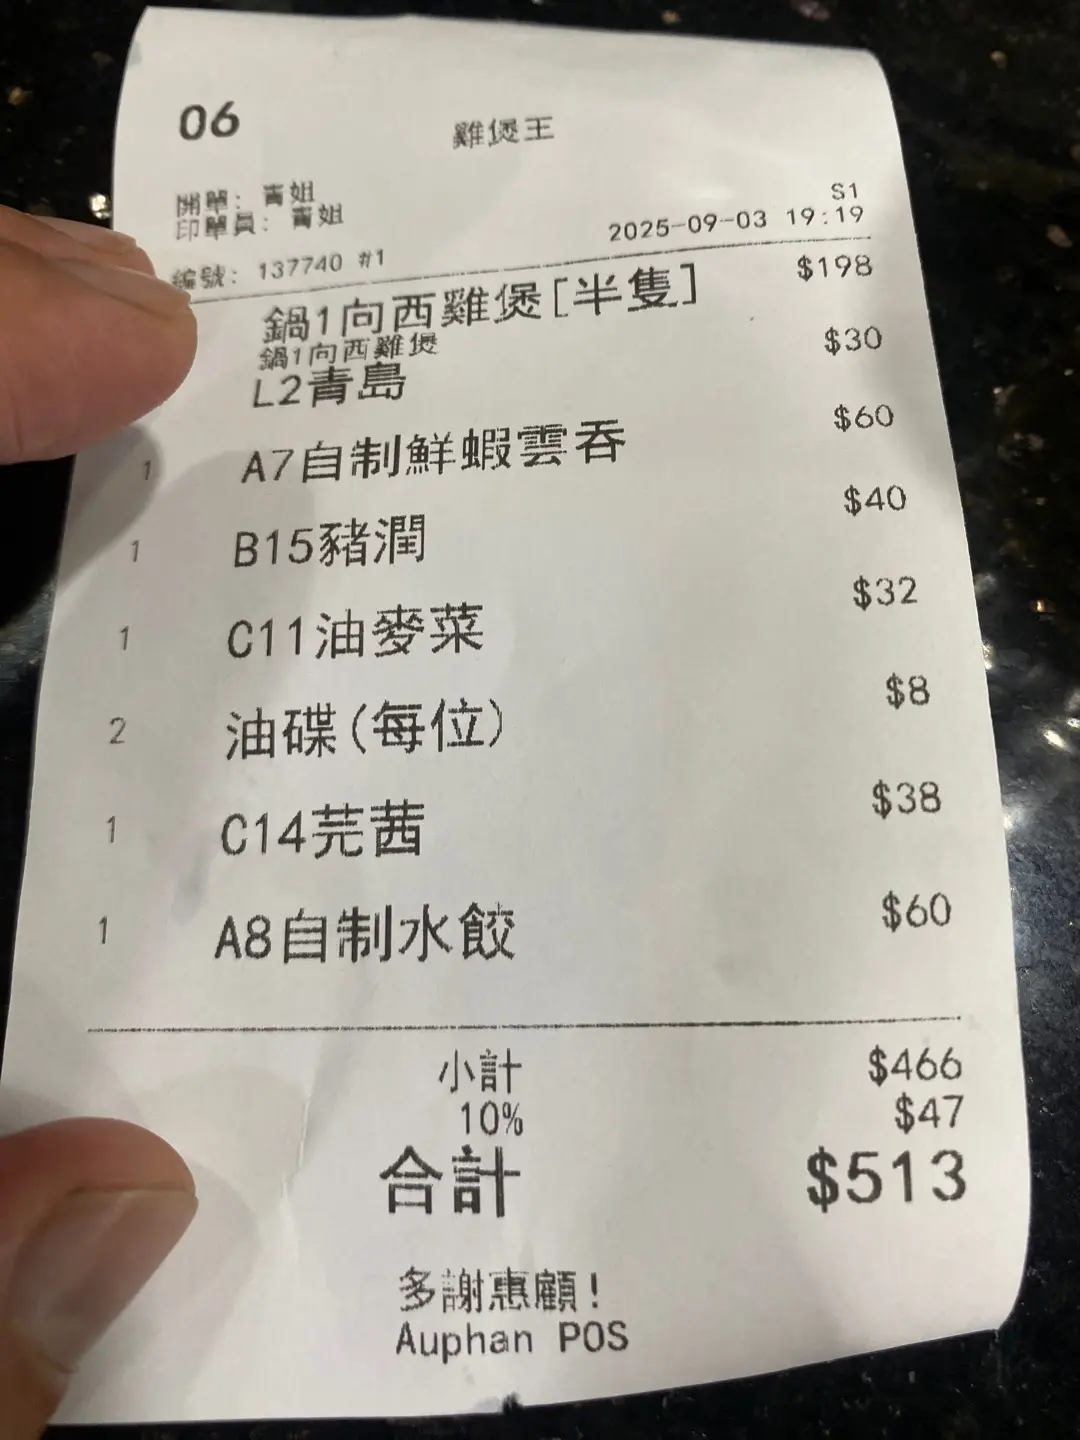 06
雞煲王
開單: 青姐
印單員: 青姐
S1
2025-09-03 19:19
編號: 137740 #1
鍋1向西雞煲[半隻] $198
鍋1向西雞煲
L2青島 $30
1 A7自制鮮蝦雲吞 $60
1 B15豬潤 $40
1 C11油麥菜 $32
2 油碟(每位) $8
1 C14芫茜 $38
1 A8自制水餃 $60
小計 $466
10% $47
合計 $513
多謝惠顧!
Auphan POS